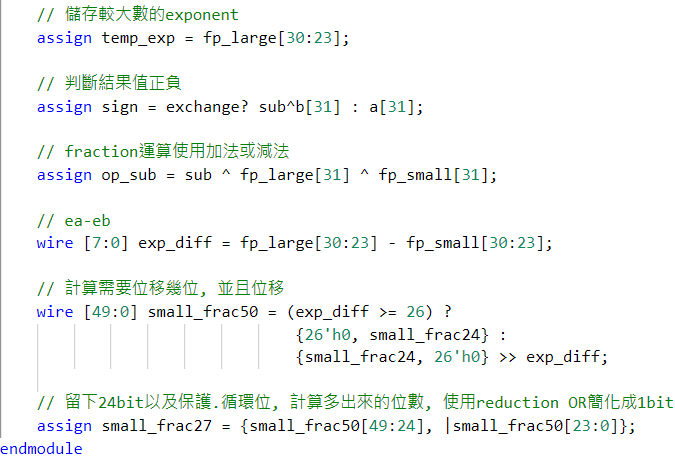 // 儲存較大數的exponent
assign temp_exp = fp_large[30:23];
// 判斷結果值正負
assign sign = exchange? sub^b[31] : a[31];
// fraction運算使用加法或減法
assign op_sub = sub ^ fp_large[31] ^ fp_small[31];
// ea-eb
wire [7:0] exp_diff = fp_large[30:23] - fp_small[30:23];
// 計算需要位移幾位, 並且位移
wire [49:0] small_frac50 = (exp_diff >= 26) ?
{26'h0, small_frac24} :
{small_frac24, 26'h0} >> exp_diff;
// 留下24bit以及保護.循環位, 計算多出來的位數, 使用reduction OR簡化成1bit
assign small_frac27 = {small_frac50[49:24], |small_frac50[23:0]};
endmodule